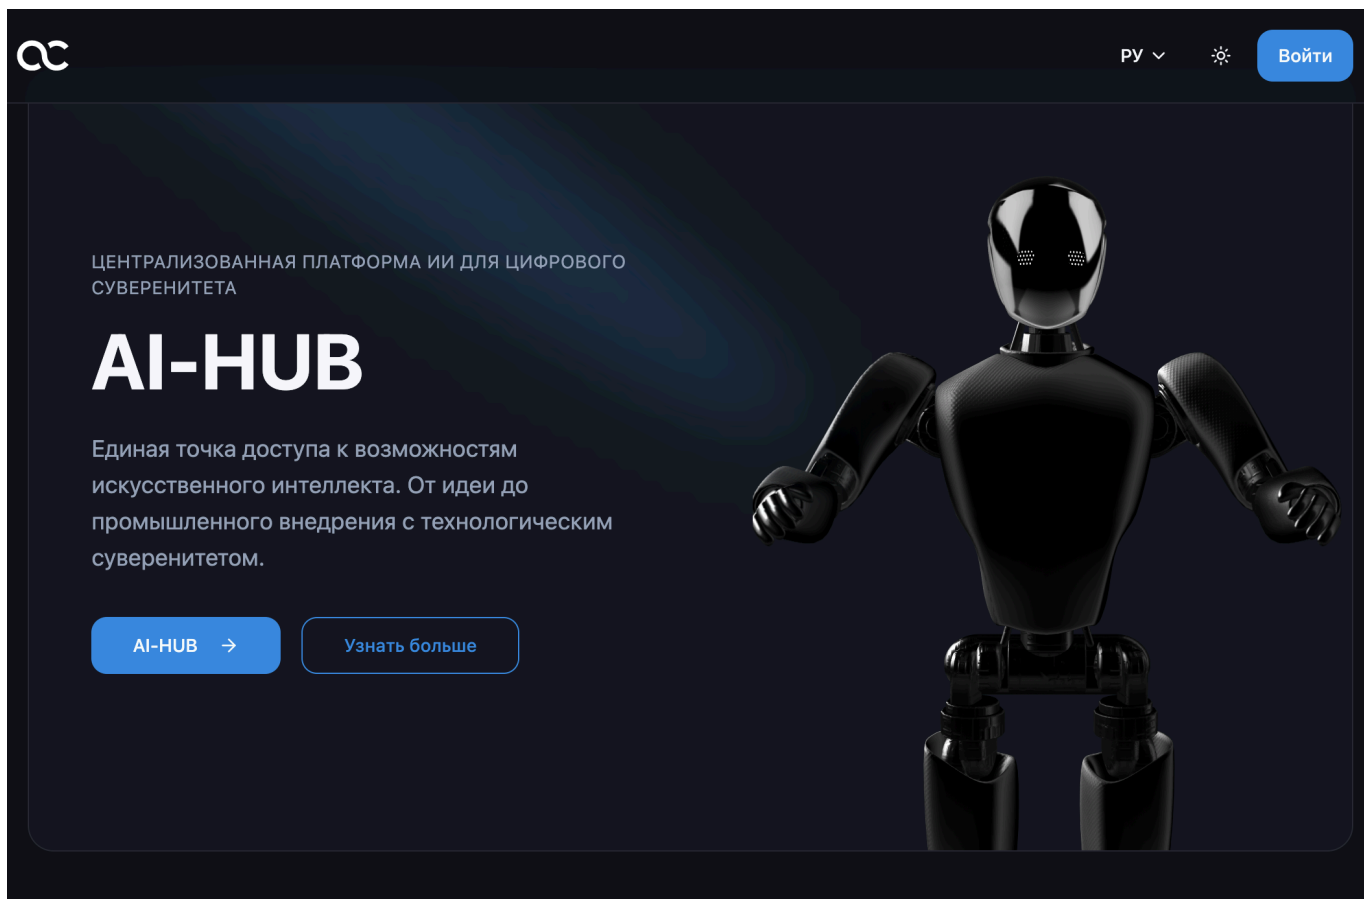 РУ
Войти
ЦЕНТРАЛИЗОВАННАЯ ПЛАТФОРМА ИИ ДЛЯ ЦИФРОВОГО
СУВЕРЕНИТЕТА
AI-HUB
Единая точка доступа к возможностям
искусственного интеллекта. От идеи до
промышленного внедрения с технологическим
суверенитетом.
AI-HUB →
Узнать больше